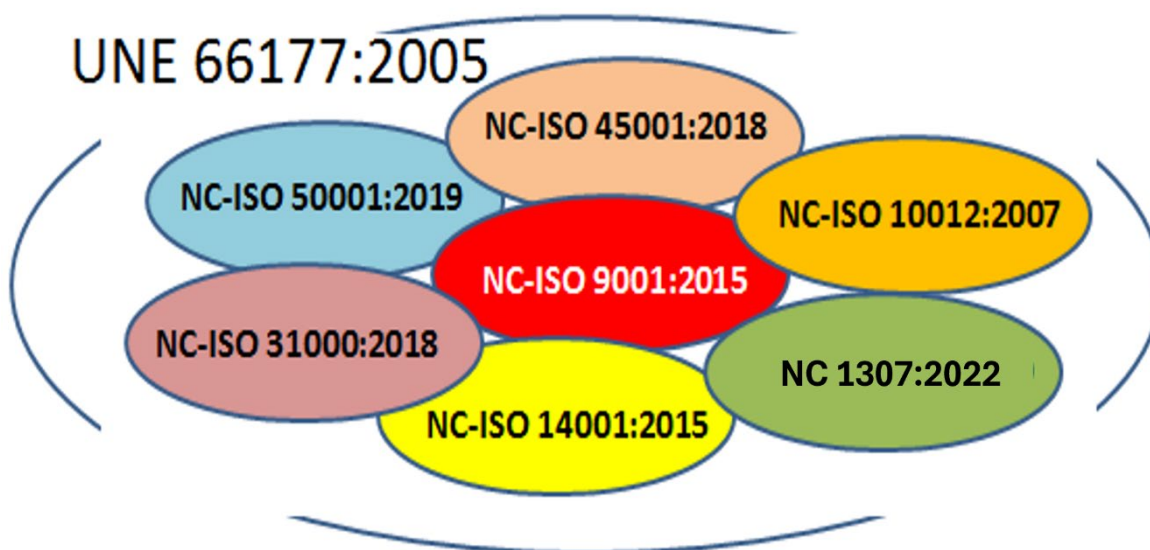 UNE 66177:2005
NC-ISO 45001:2018
NC-ISO 50001:2019
NC-ISO 10012:2007
NC-ISO 9001:2015
NC-ISO 31000:2018
NC 1307:2022
NC-ISO 14001:2015